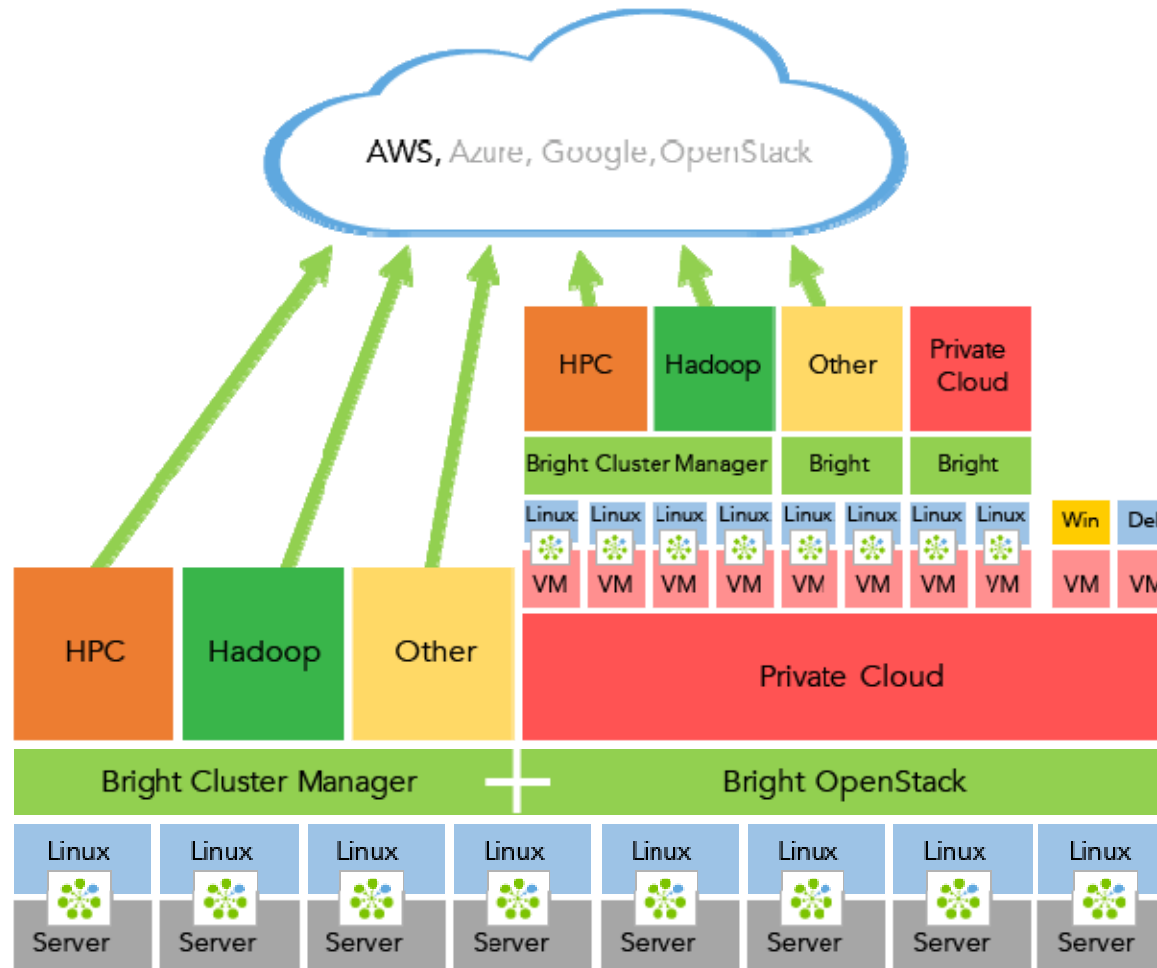 AWS, Azure, Google, OpenStack
HPC Hadoop Other Private Cloud
Bright Cluster Manager Bright Bright
Linux Linux Linux Linux Linux Linux Linux Linux Win Del
VM VM VM VM VM VM VM VM VM VM
HPC Hadoop Other Private Cloud
Bright Cluster Manager + Bright OpenStack
Linux Linux Linux Linux Linux Linux Linux Linux
Server Server Server Server Server Server Server Server